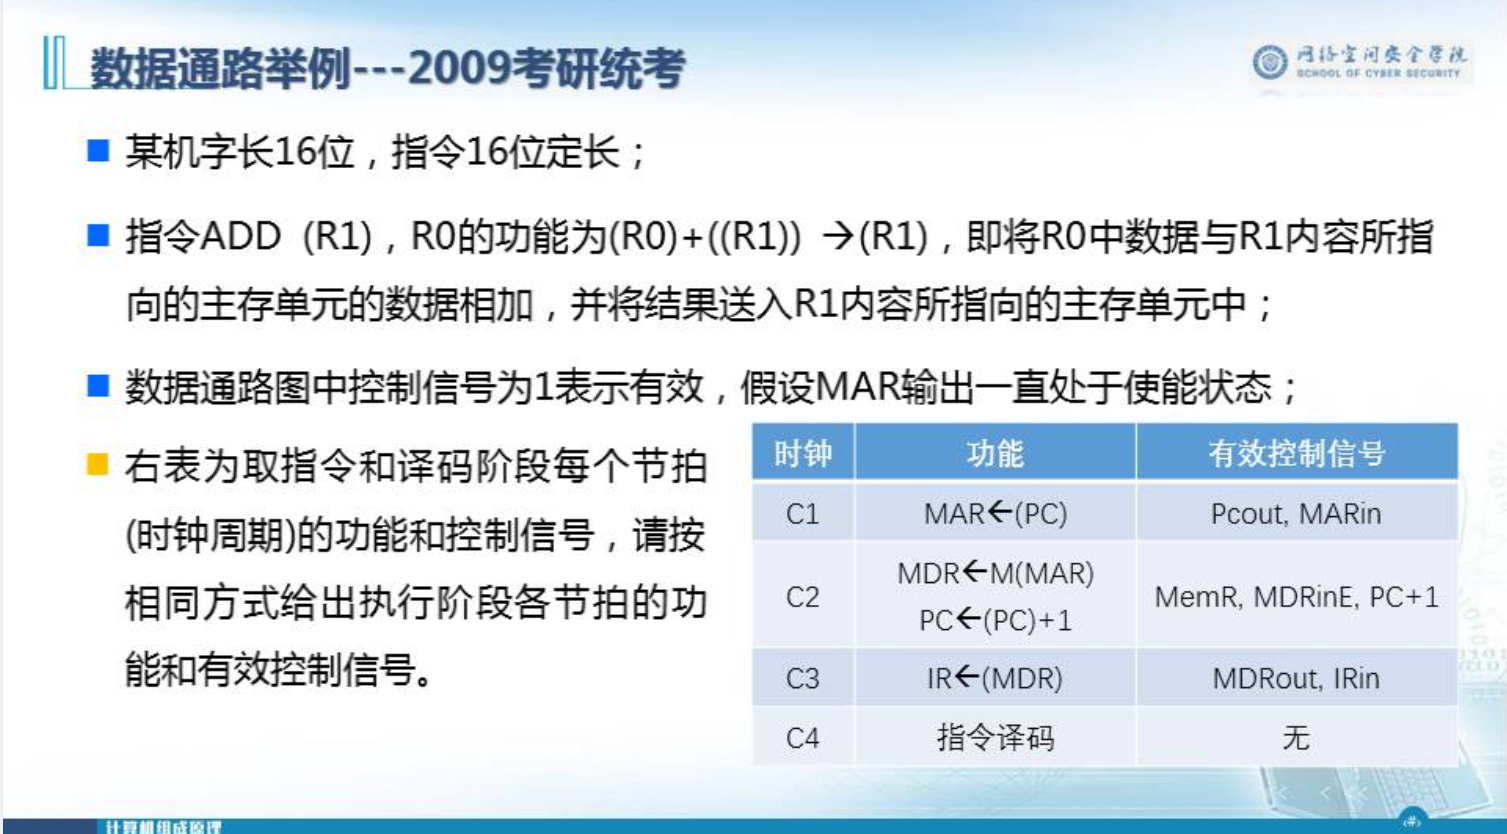 数据通路举例---2009考研统考
网络空间安全学院
SCHOOL OF CYBER SECURITY
某机字长16位，指令16位定长；
指令ADD (R1)，R0的功能为(R0)+((R1)) →(R1)，即将R0中数据与R1内容所指
向的主存单元的数据相加，并将结果送入R1内容所指向的主存单元中；
数据通路图中控制信号为1表示有效，假设MAR输出一直处于使能状态；
右表为取指令和译码阶段每个节拍
(时钟周期)的功能和控制信号，请按
相同方式给出执行阶段各节拍的功
能和有效控制信号。
时钟 功能 有效控制信号
C1 MAR←(PC) Pcout, MARin
C2 MDR←M(MAR) MemR, MDRinE, PC+1
PC←(PC)+1
C3 IR←(MDR) MDRout, IRin
C4 指令译码 无
计算机组成原理
‹#›